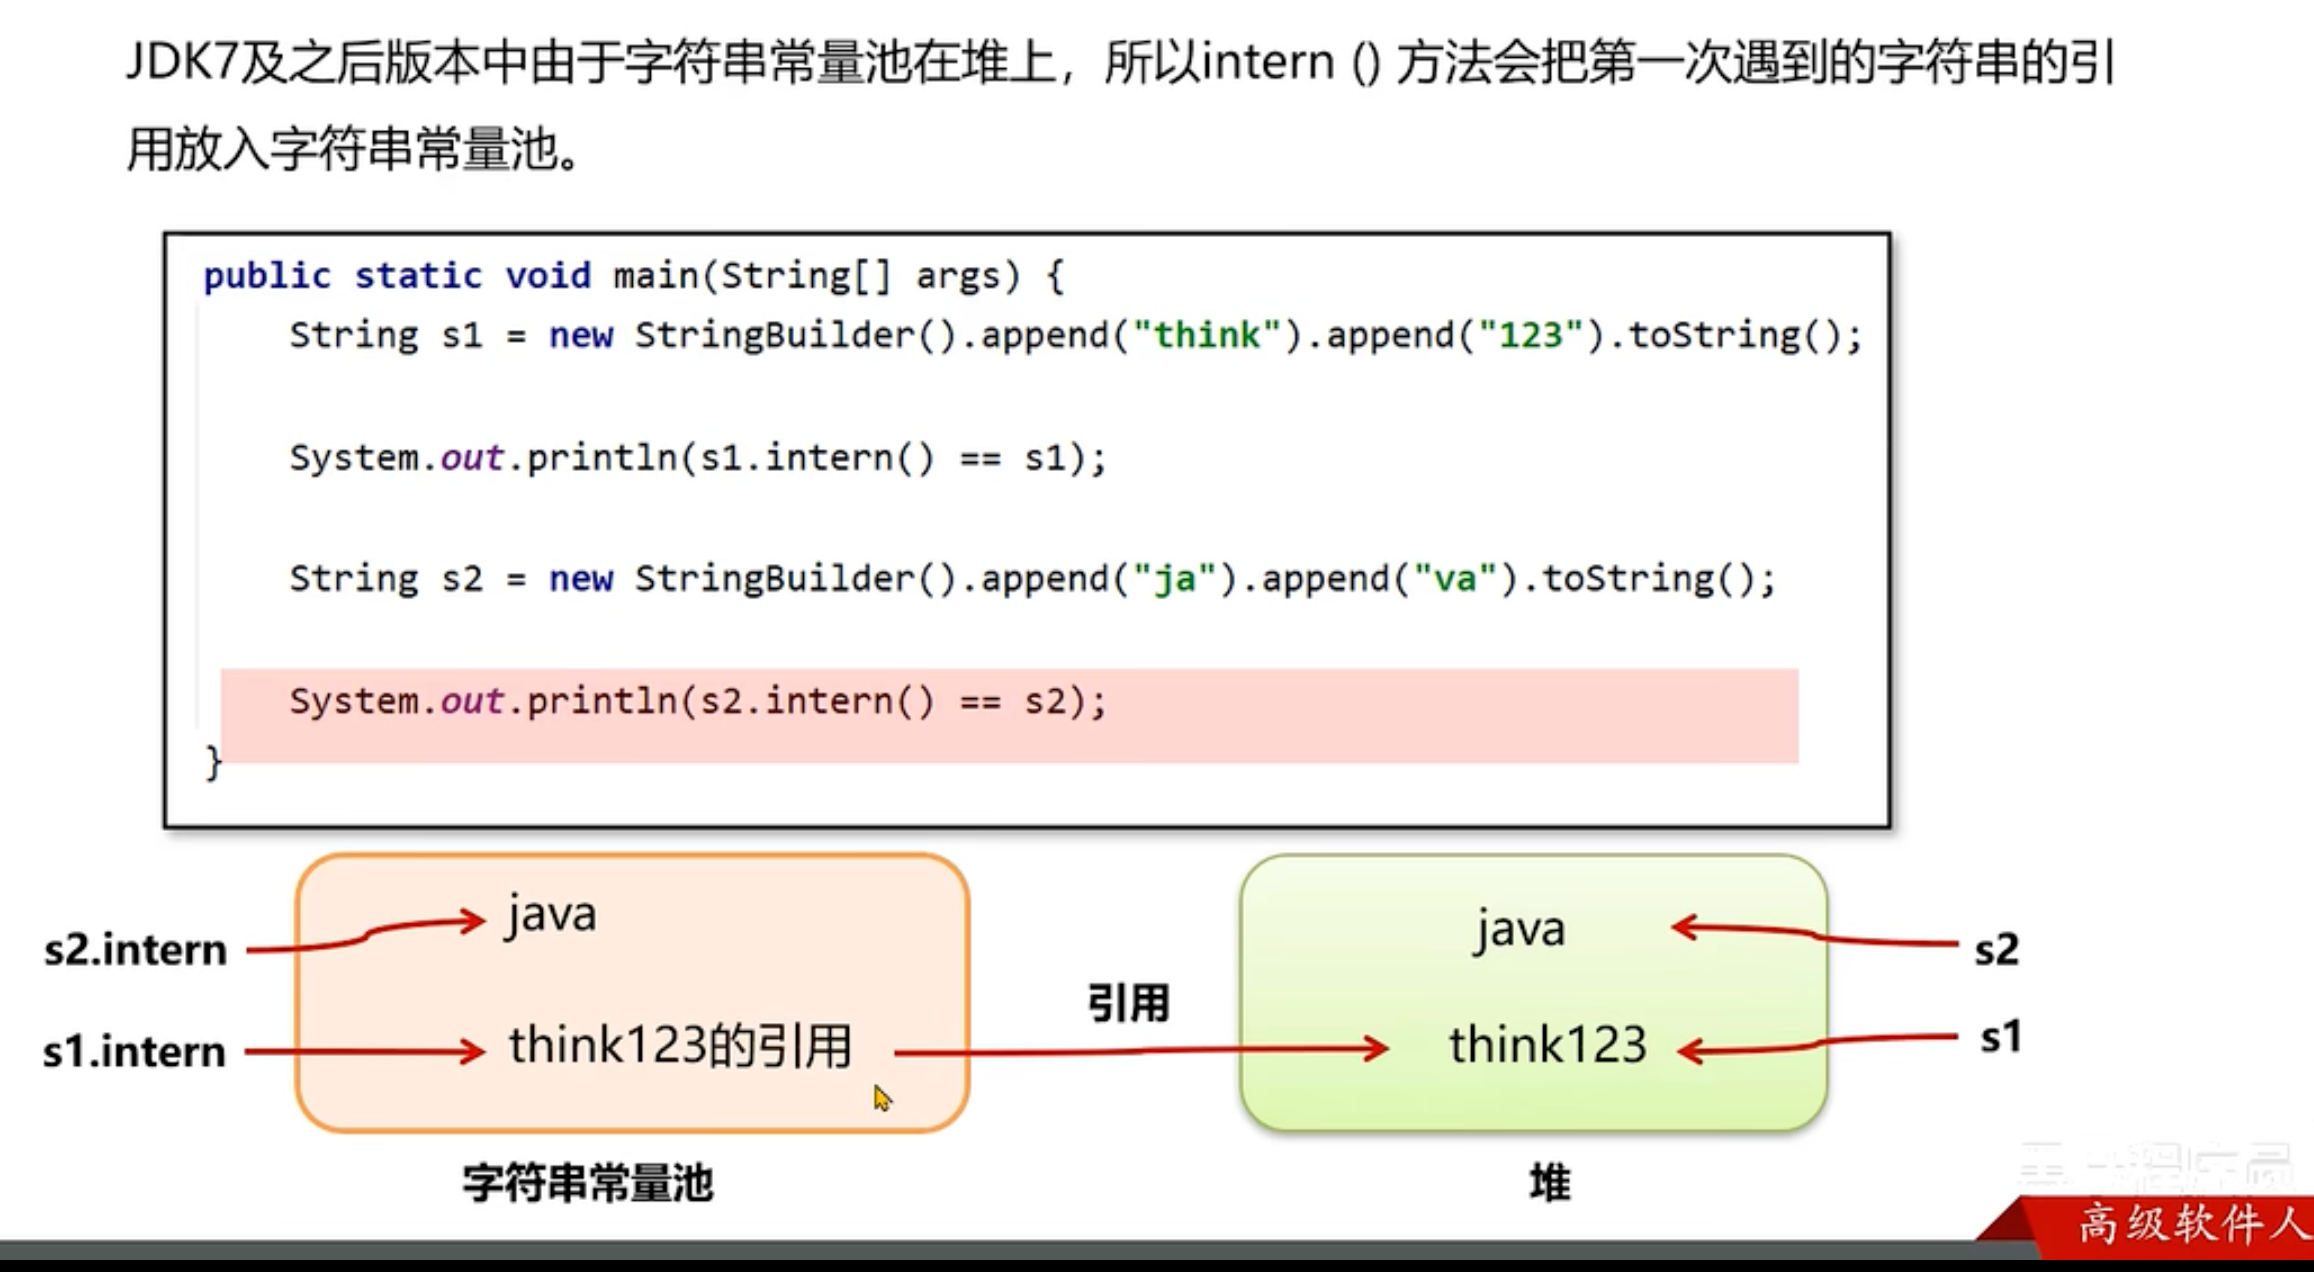 JDK7及之后版本中由于字符串常量池在堆上，所以intern () 方法会把第一次遇到的字符串的引
用放入字符串常量池。
public static void main(String[] args) {
String s1 = new StringBuilder().append("think").append("123").toString();
System.out.println(s1.intern() == s1);
String s2 = new StringBuilder().append("ja").append("va").toString();
System.out.println(s2.intern() == s2);
}
java
java
s2.intern
s2
引用
s1.intern
think123的引用
think123
s1
字符串常量池
堆
高级软件人